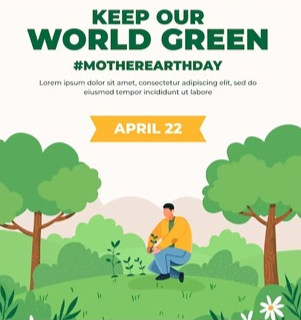 KEEP OUR
WORLD GREEN
#MOTHEREARTHDAY
Lorem ipsum dolor sit amet, consectetur adipiscing elit, sed do
eiusmod tempor incididunt ut labore
APRIL 22